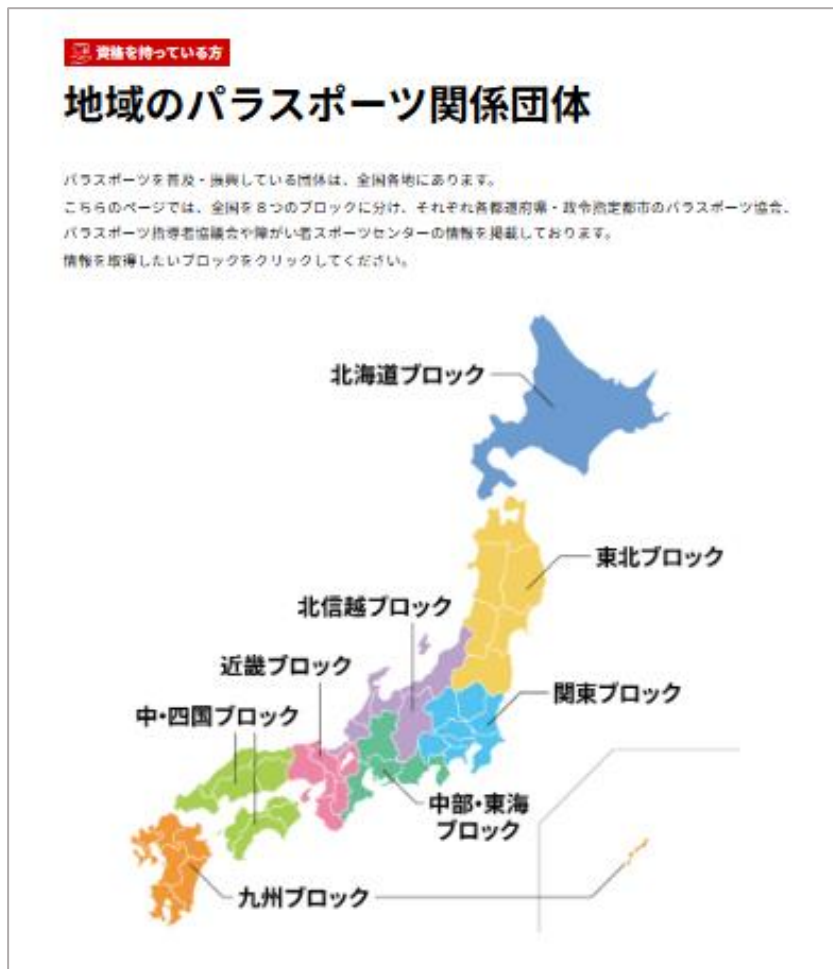 資格を持っている方
地域のパラスポーツ関係団体
パラスポーツを普及・振興している団体は、全国各地にあります。
こちらのページでは、全国を８つのブロックに分け、それぞれ各都道府県・政令指定都市のパラスポーツ協会、
パラスポーツ指導者協議会や障がい者スポーツセンターの情報を掲載しております。
情報を取得したいブロックをクリックしてください。
北海道ブロック
東北ブロック
北信越ブロック
近畿ブロック
関東ブロック
中・四国ブロック
中部・東海
ブロック
九州ブロック